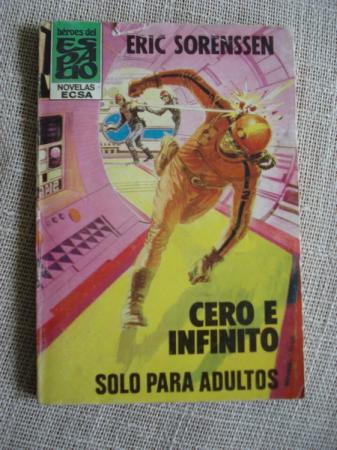 héroes del
ESPACIO
NOVELAS
ECSA
ERIC SORENSSEN
CERO E
INFINITO
SOLO PARA ADULTOS